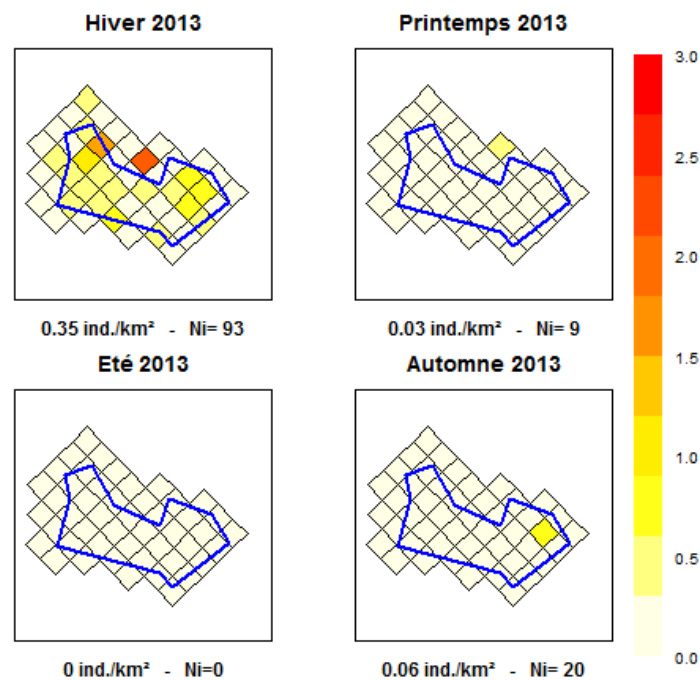 Hiver 2013
Printemps 2013
0.35 ind./km² - Ni= 93
0.03 ind./km² - Ni= 9
Eté 2013
Automne 2013
0 ind./km² - Ni=0
0.06 ind./km² - Ni= 20
3.0
2.5
2.0
1.5
1.0
0.5
0.0